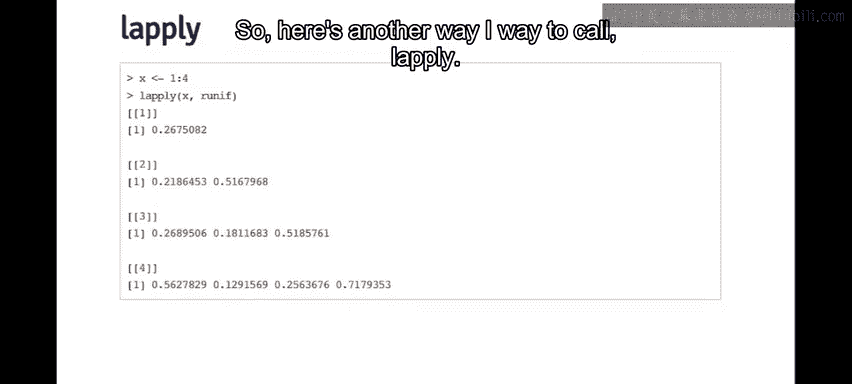 lapply
So, here's another way I way to call,
lapply.
> x <- 1:4
> lapply(x, runif)
[[1]]
[1] 0.2675082
[[2]]
[1] 0.2186453 0.5167968
[[3]]
[1] 0.2689506 0.1811683 0.5185761
[[4]]
[1] 0.5627829 0.1291569 0.2563676 0.7179353